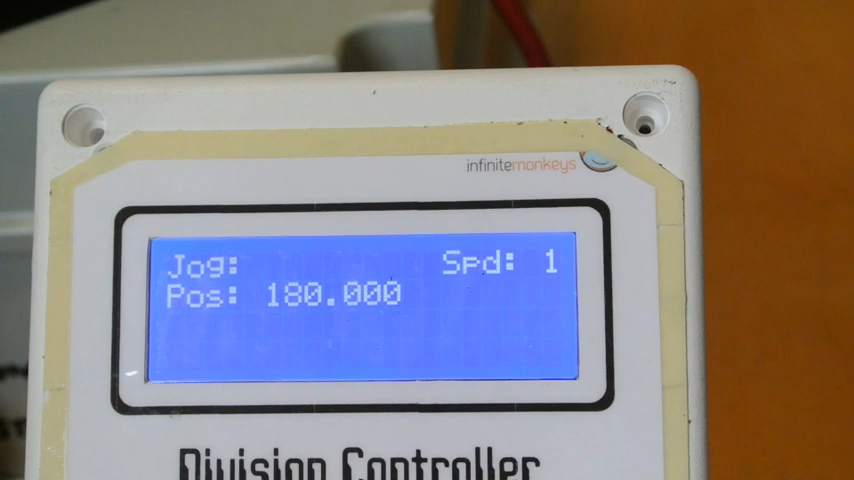 infinitemonkeys
Jog: Spd: 1
Pos: 180.000
Division Controller